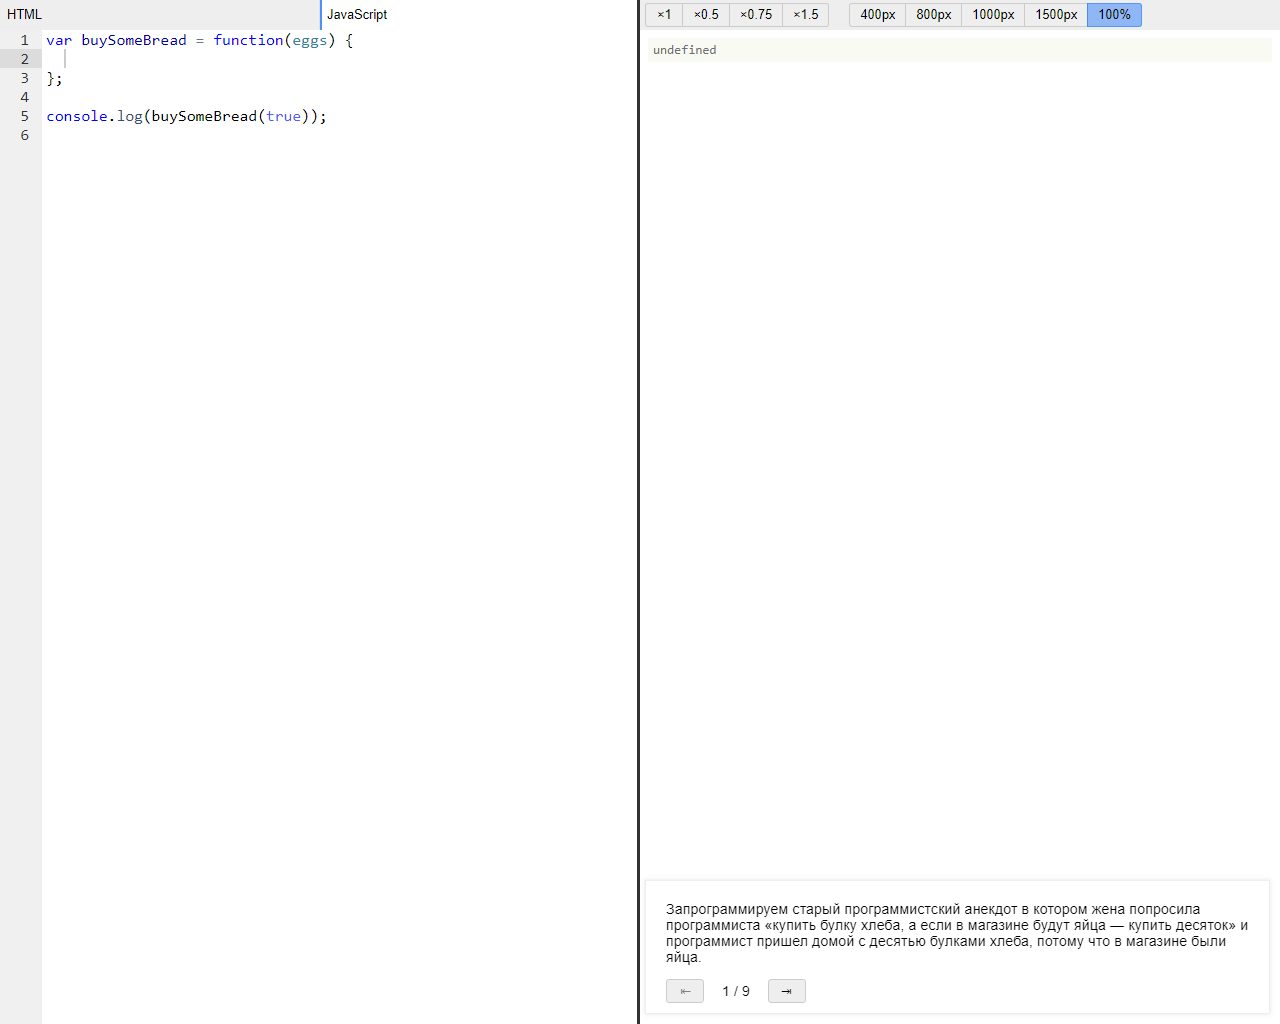 HTML
JavaScript
×1 ×0.5 ×0.75 ×1.5 400px 800px 1000px 1500px 100%
1 var buySomeBread = function(eggs) {
2
3 };
4
5 console.log(buySomeBread(true));
6
undefined
Запрограммируем старый программистский анекдот в котором жена попросила
программиста «купить булку хлеба, а если в магазине будут яйца — купить десяток» и
программист пришел домой с десятью булками хлеба, потому что в магазине были
яйца.
⇤ 1 / 9 ⇥